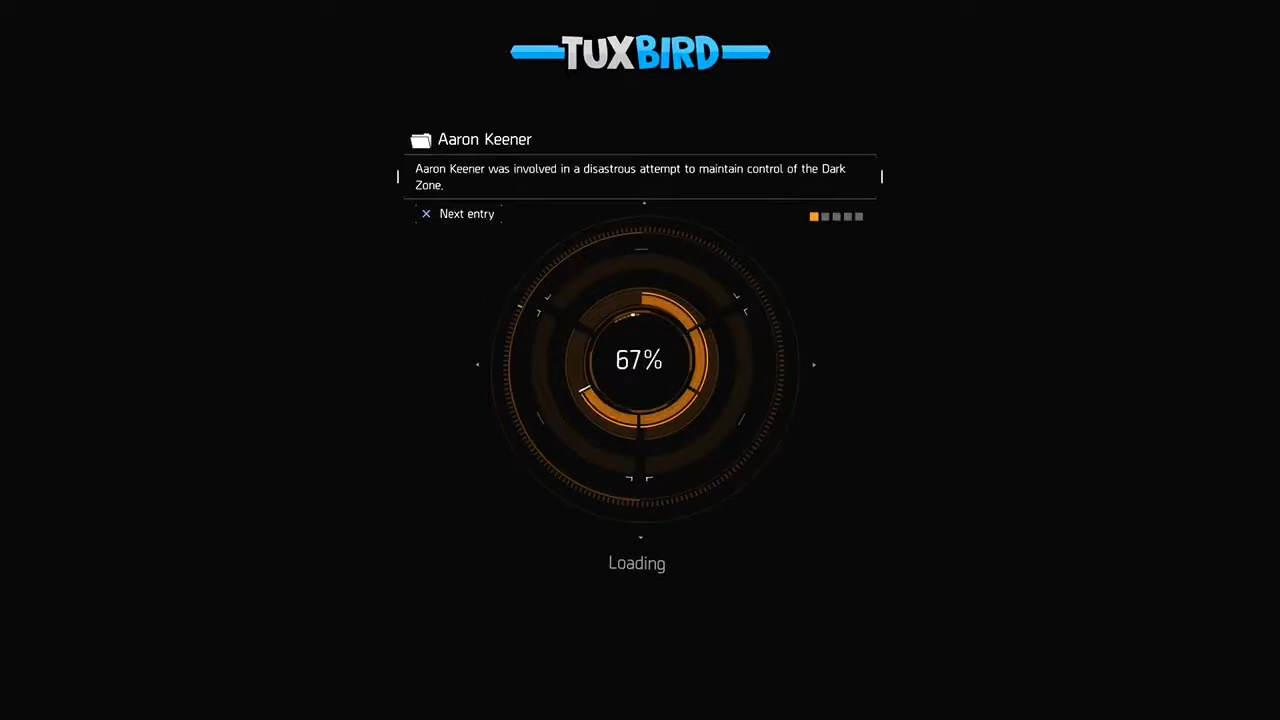 TUXBIRD
Aaron Keener
Aaron Keener was involved in a disastrous attempt to maintain control of the Dark
Zone.
Next entry
67%
Loading